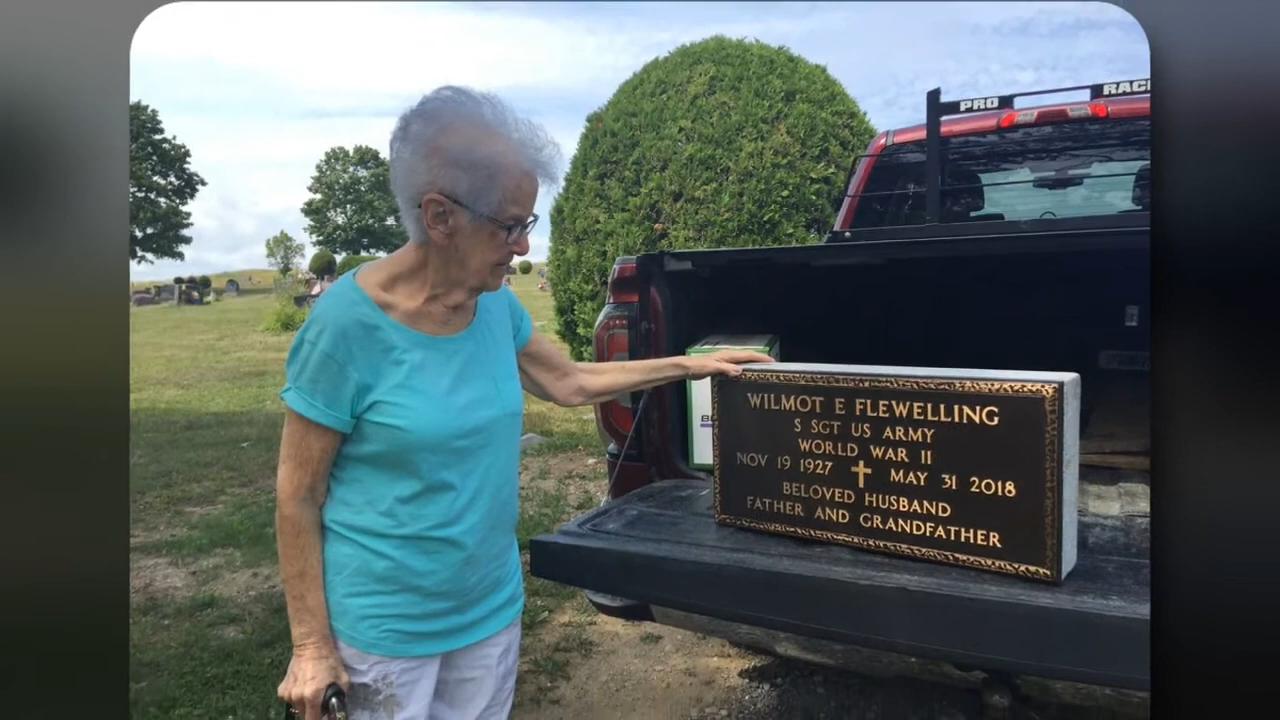 PRO
WILMOT E FLEWELLING
S SGT US ARMY
WORLD WAR II
NOV 19 1927 MAY 31 2018
BELOVED HUSBAND
FATHER AND GRANDFATHER